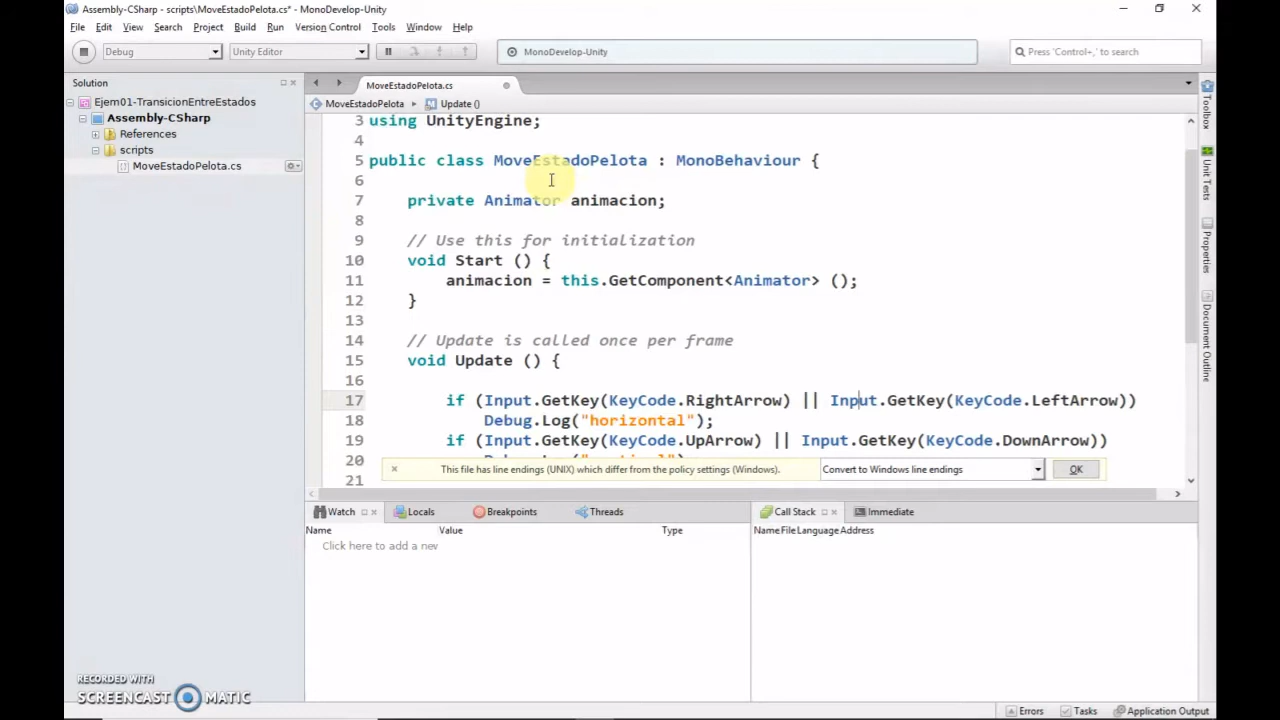 Assembly-CSharp - scripts\MoveEstadoPelota.cs* - MonoDevelop-Unity
File Edit View Search Project Build Run Version Control Tools Window Help
Debug Unity Editor MonoDevelop-Unity Press 'Control+,' to search
Solution
Ejem01-TransicionEntreEstados
Assembly-CSharp
References
scripts
MoveEstadoPelota.cs
MoveEstadoPelota.cs
MoveEstadoPelota Update ()
3 using UnityEngine;
4
5 public class MoveEstadoPelota : MonoBehaviour {
6
7 private Animator animacion;
8
9 // Use this for initialization
10 void Start () {
11 animacion = this.GetComponent<Animator> ();
12 }
13
14 // Update is called once per frame
15 void Update () {
16
17 if (Input.GetKey(KeyCode.RightArrow) || Input.GetKey(KeyCode.LeftArrow))
18 Debug.Log("horizontal");
19 if (Input.GetKey(KeyCode.UpArrow) || Input.GetKey(KeyCode.DownArrow))
20
21
This file has line endings (UNIX) which differ from the policy settings (Windows). Convert to Windows line endings OK
Toolbox
Unit Tests
Properties
Document Outline
Watch Locals Breakpoints Threads
Name Value Type
Click here to add a new
Call Stack Immediate
Name File Language Address
RECORDED WITH
SCREENCAST MATIC
Errors Tasks Application Output